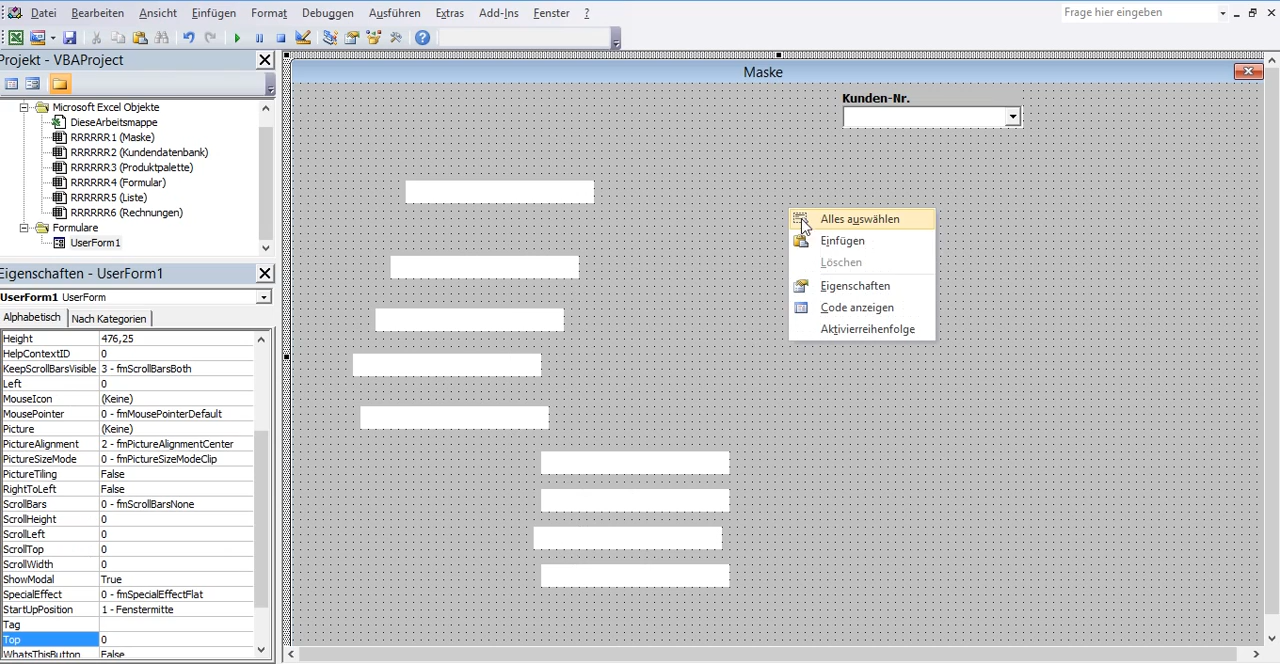 Datei Bearbeiten Ansicht Einfügen Format Debuggen Ausführen Extras Add-Ins Fenster ? Frage hier eingeben
Projekt - VBAProject
Microsoft Excel Objekte
DieseArbeitsmappe
RRRRRR1 (Maske)
RRRRRR2 (Kundendatenbank)
RRRRRR3 (Produktpalette)
RRRRRR4 (Formular)
RRRRRR5 (Liste)
RRRRRR6 (Rechnungen)
Formulare
UserForm1
Eigenschaften - UserForm1
UserForm1 UserForm
Alphabetisch Nach Kategorien
Height 476,25
HelpContextID 0
KeepScrollBarsVisible 3 - fmScrollBarsBoth
Left 0
MouseIcon (Keine)
MousePointer 0 - fmMousePointerDefault
Picture (Keine)
PictureAlignment 2 - fmPictureAlignmentCenter
PictureSizeMode 0 - fmPictureSizeModeClip
PictureTiling False
RightToLeft False
ScrollBars 0 - fmScrollBarsNone
ScrollHeight 0
ScrollLeft 0
ScrollTop 0
ScrollWidth 0
ShowModal True
SpecialEffect 0 - fmSpecialEffectFlat
StartUpPosition 1 - Fenstermitte
Tag
Top 0
WhatsThisButton False
Maske
Kunden-Nr.
Alles auswählen
Einfügen
Löschen
Eigenschaften
Code anzeigen
Aktivierreihenfolge